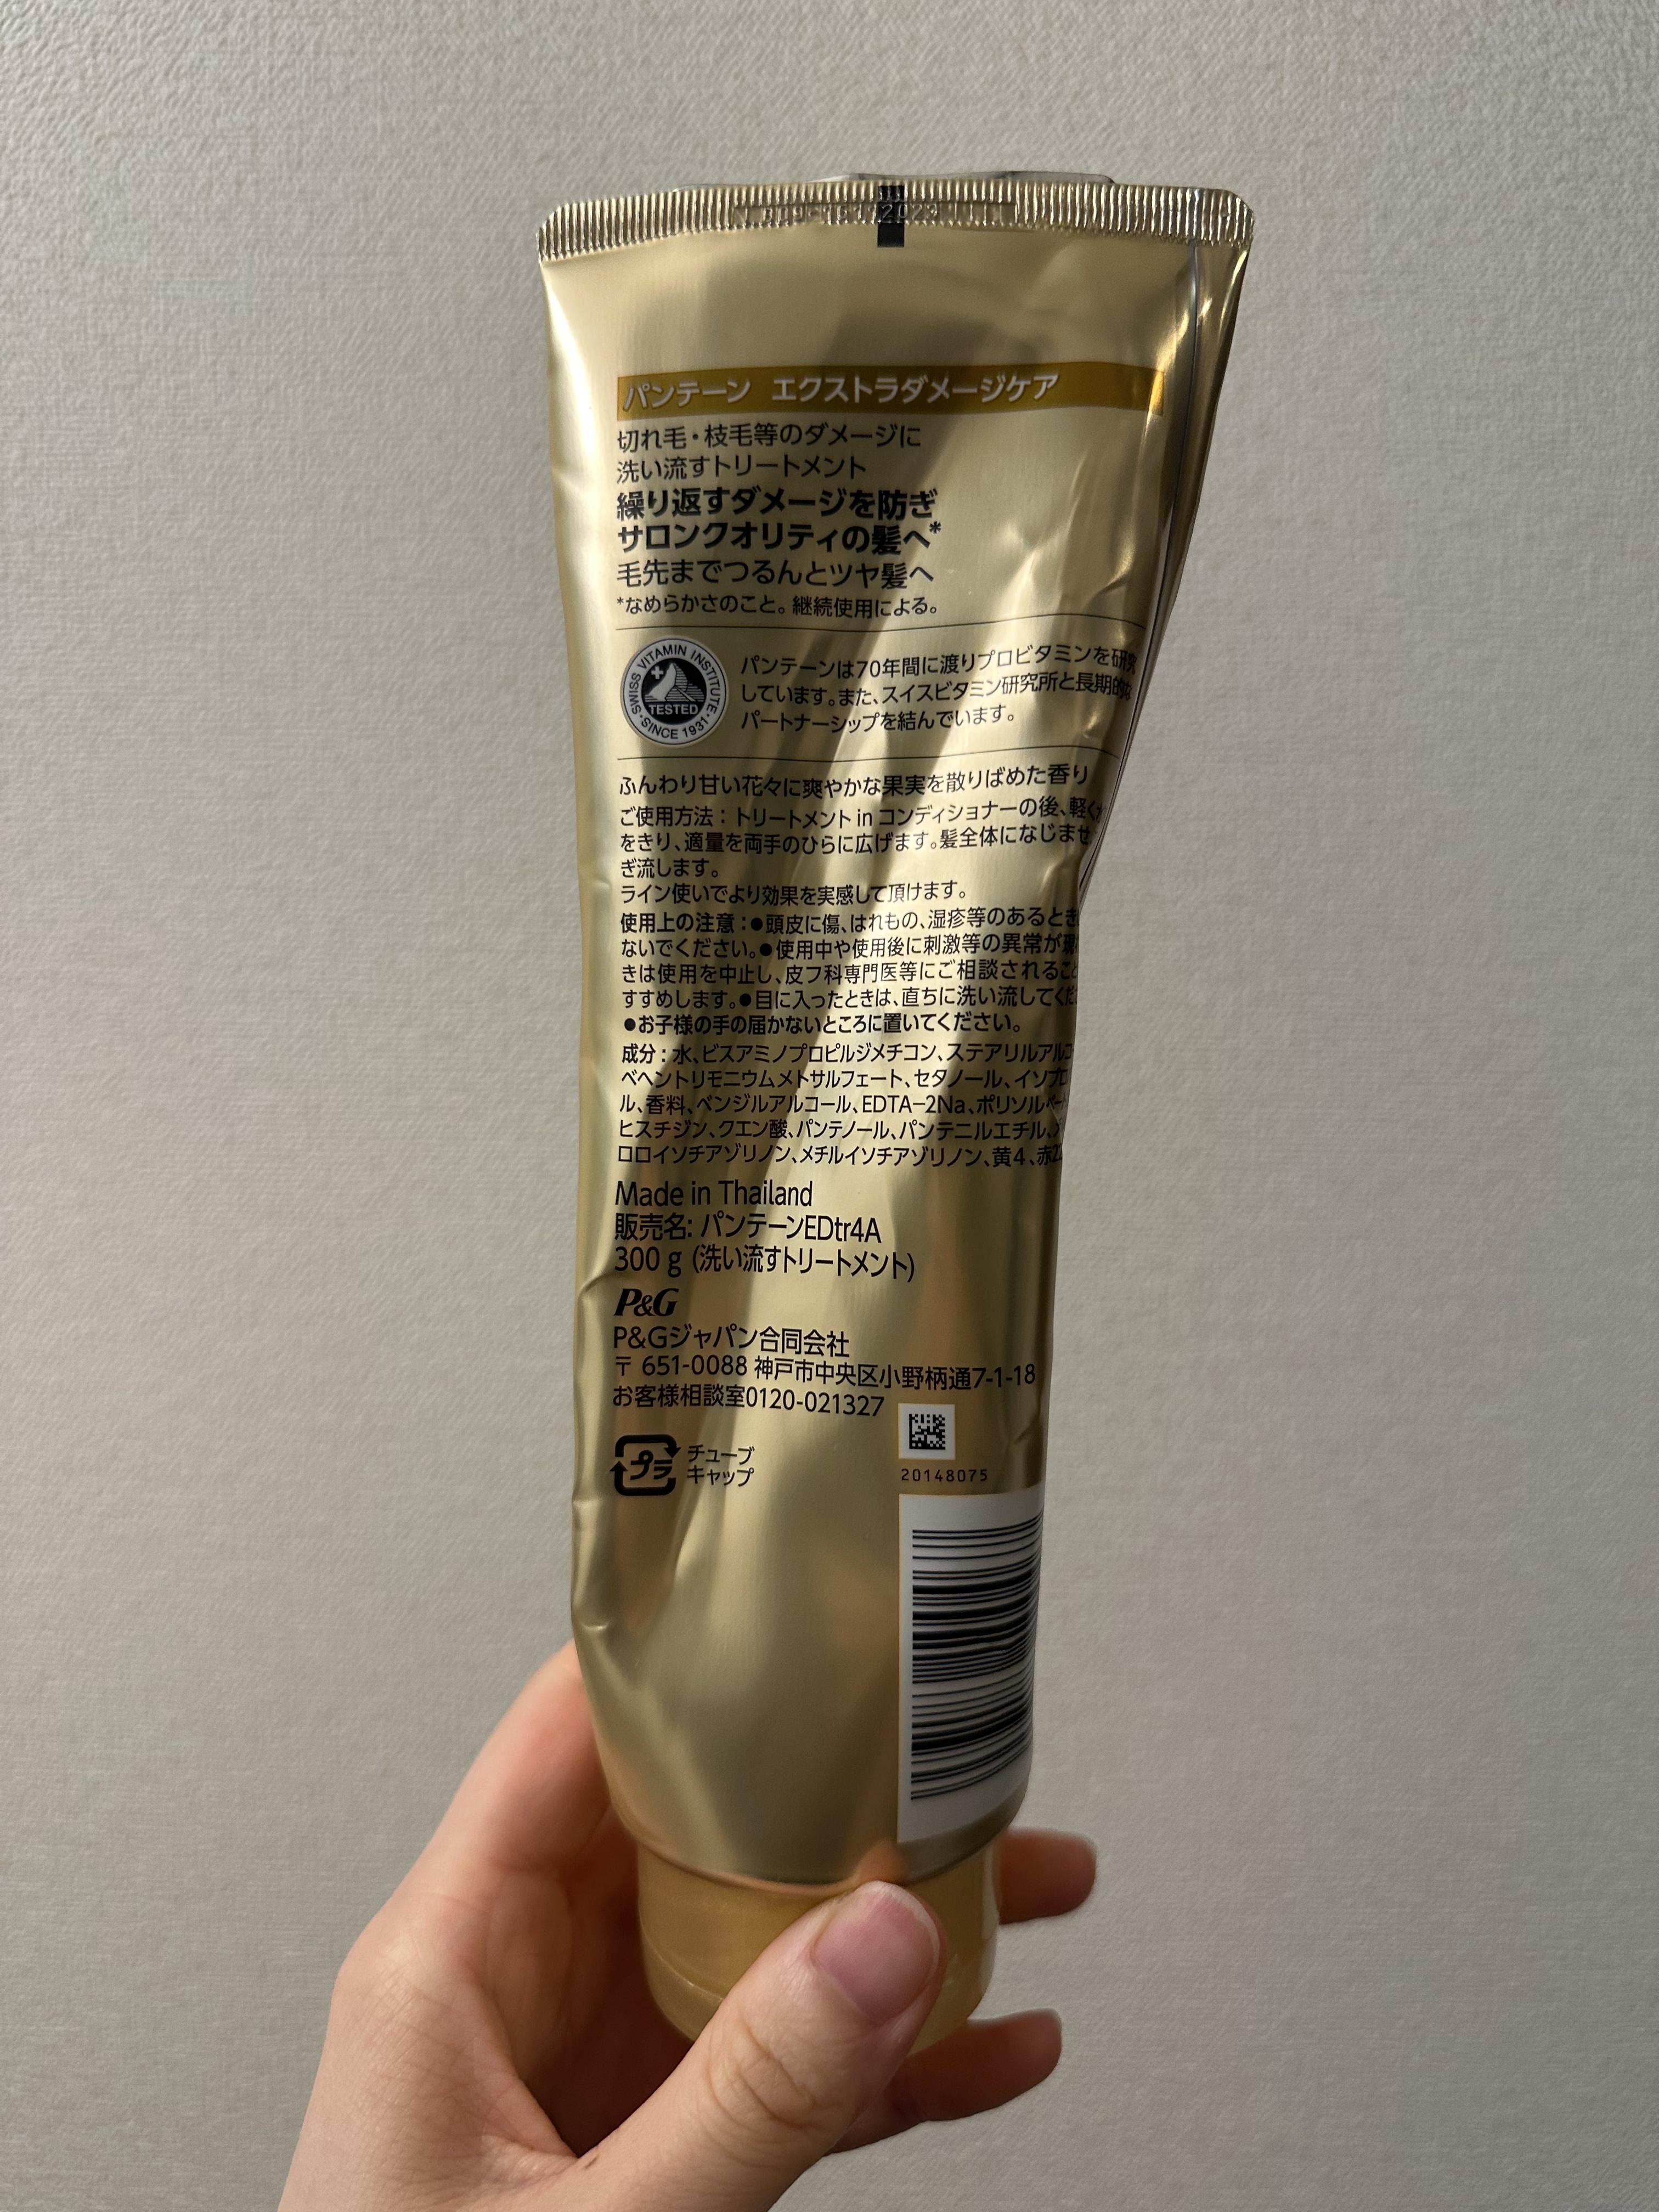 パンテーン エクストラダメージケア
切れ毛・枝毛等のダメージに
洗い流すトリートメント
繰り返すダメージを防ぎ
サロンクオリティの髪へ*
毛先までつるんとツヤ髪へ
*なめらかさのこと。継続使用による。
SWISS VITAMIN INSTITUTE
TESTED
SINCE 1931
パンテーンは70年間に渡りプロビタミンを研究
しています。また、スイスビタミン研究所と長期的な
パートナーシップを結んでいます。
ふんわり甘い花々に爽やかな果実を散りばめた香り
ご使用方法：トリートメント in コンディショナーの後、軽く
をきり、適量を両手のひらに広げます。髪全体になじませ
ぎ流します。
ライン使いでより効果を実感して頂けます。
使用上の注意：●頭皮に傷、はれもの、湿疹等のあるとき
ないでください。●使用中や使用後に刺激等の異常が現
きは使用を中止し、皮フ科専門医等にご相談されること
すすめします。●目に入ったときは、直ちに洗い流してくだ
●お子様の手の届かないところに置いてください。
成分：水、ビスアミノプロピルジメチコン、ステアリルアルコ
ベヘントリモニウムメトサルフェート、セタノール、イソプロ
ル、香料、ベンジルアルコール、EDTA−2Na、ポリソルベー
ヒスチジン、クエン酸、パンテノール、パンテニルエチル、
ロロイソチアゾリノン、メチルイソチアゾリノン、黄4、赤
Made in Thailand
販売名: パンテーンEDtr4A
300 g (洗い流すトリートメント)
P&G
P&Gジャパン合同会社
〒 651-0088 神戸市中央区小野柄通7-1-18
お客様相談室0120-021327
プラ
チューブ
キャップ
20148075